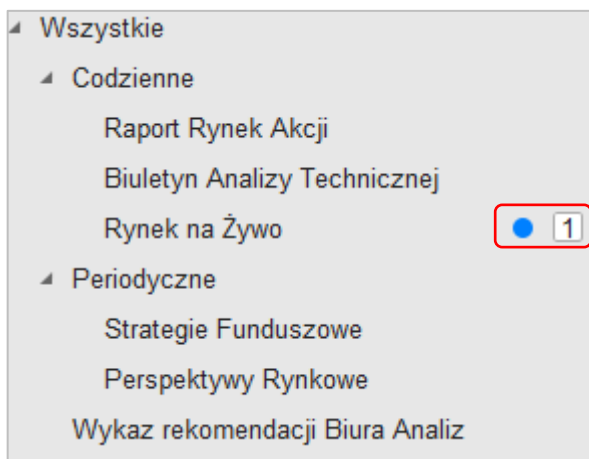 Wszystkie
Codzienne
Raport Rynek Akcji
Biuletyn Analizy Technicznej
Rynek na Żywo 1
Periodyczne
Strategie Funduszowe
Perspektywy Rynkowe
Wykaz rekomendacji Biura Analiz